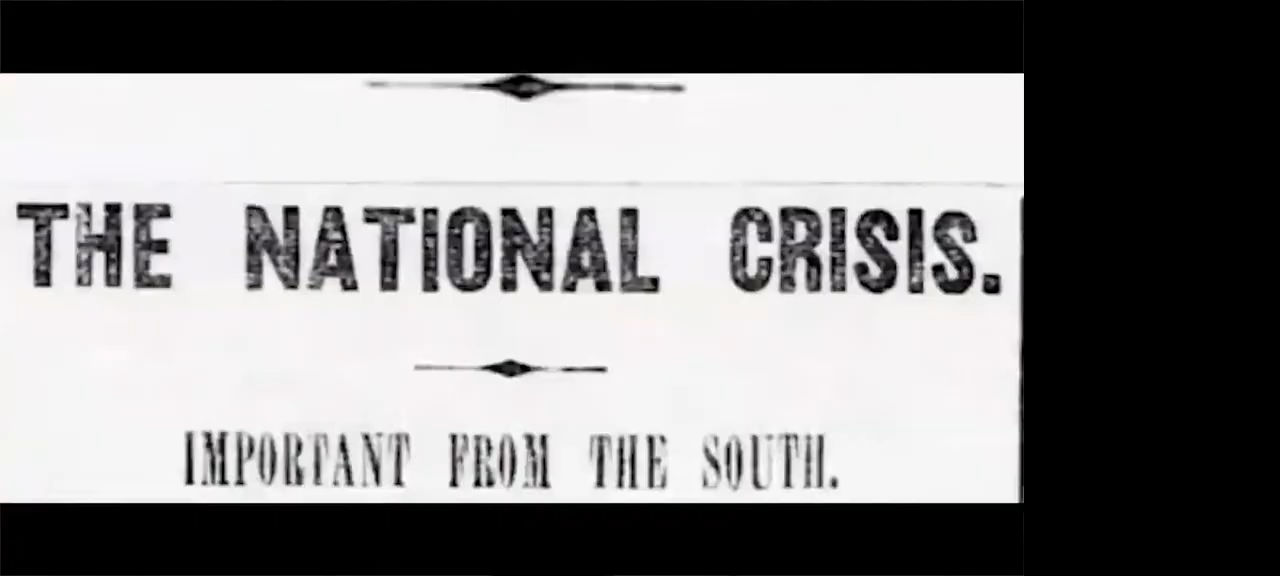 THE NATIONAL CRISIS.
IMPORTANT FROM THE SOUTH.